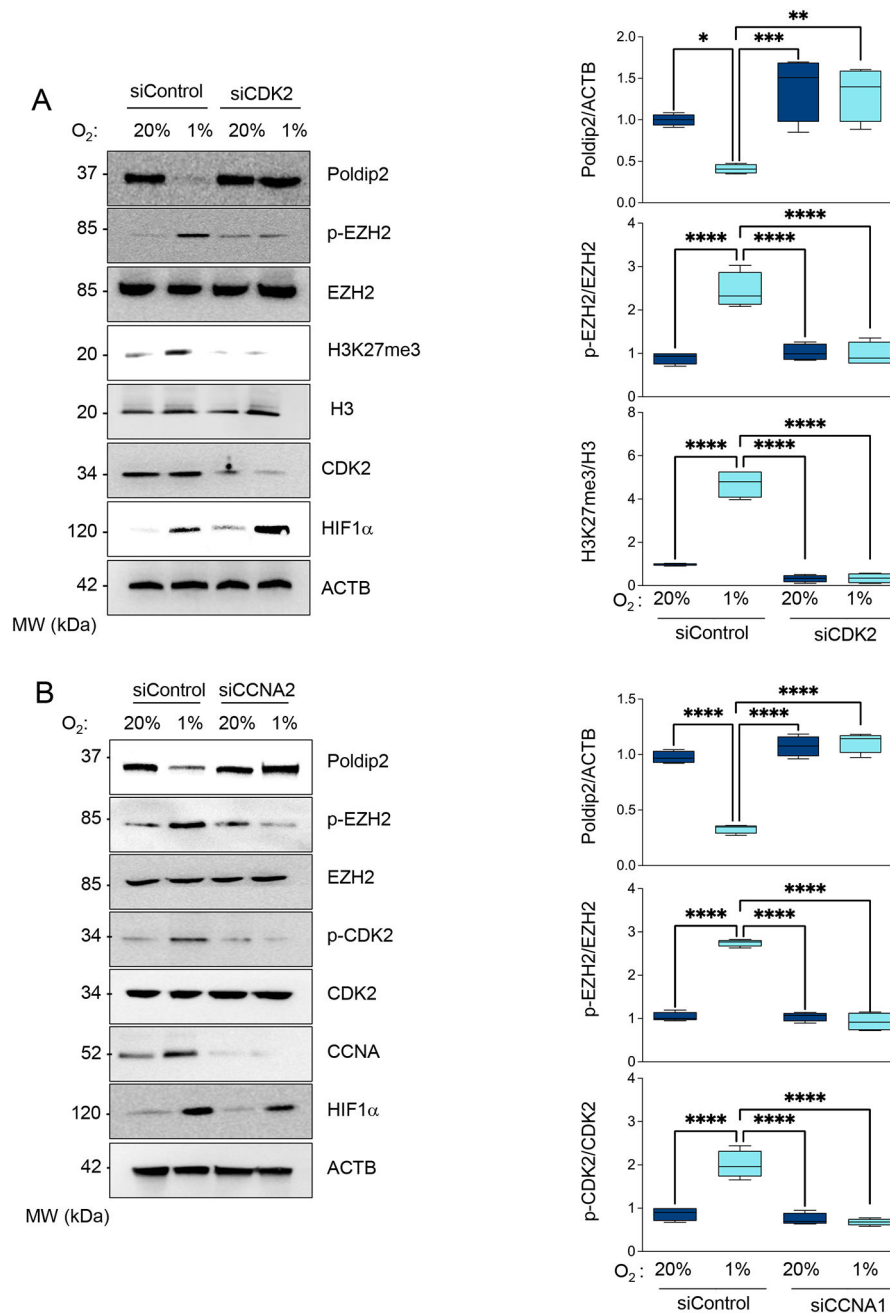 A
siControl siCDK2
O2: 20% 1% 20% 1%
37 Poldip2
85 p-EZH2
85 EZH2
20 H3K27me3
20 H3
34 CDK2
120 HIF1α
42 ACTB
MW (kDa)
Poldip2/ACTB
2.0
1.5
1.0
0.5
0.0
* *** **
p-EZH2/EZH2
4
3
2
1
0
**** **** ****
H3K27me3/H3
8
6
4
2
0
**** **** ****
O2 : 20% 1% 20% 1%
siControl siCDK2
B
siControl siCCNA2
O2: 20% 1% 20% 1%
37 Poldip2
85 p-EZH2
85 EZH2
34 p-CDK2
34 CDK2
52 CCNA
120 HIF1α
42 ACTB
MW (kDa)
Poldip2/ACTB
1.5
1.0
0.5
0.0
**** **** ****
p-EZH2/EZH2
4
3
2
1
0
**** **** ****
p-CDK2/CDK2
4
3
2
1
0
**** **** ****
O2 : 20% 1% 20% 1%
siControl siCCNA1